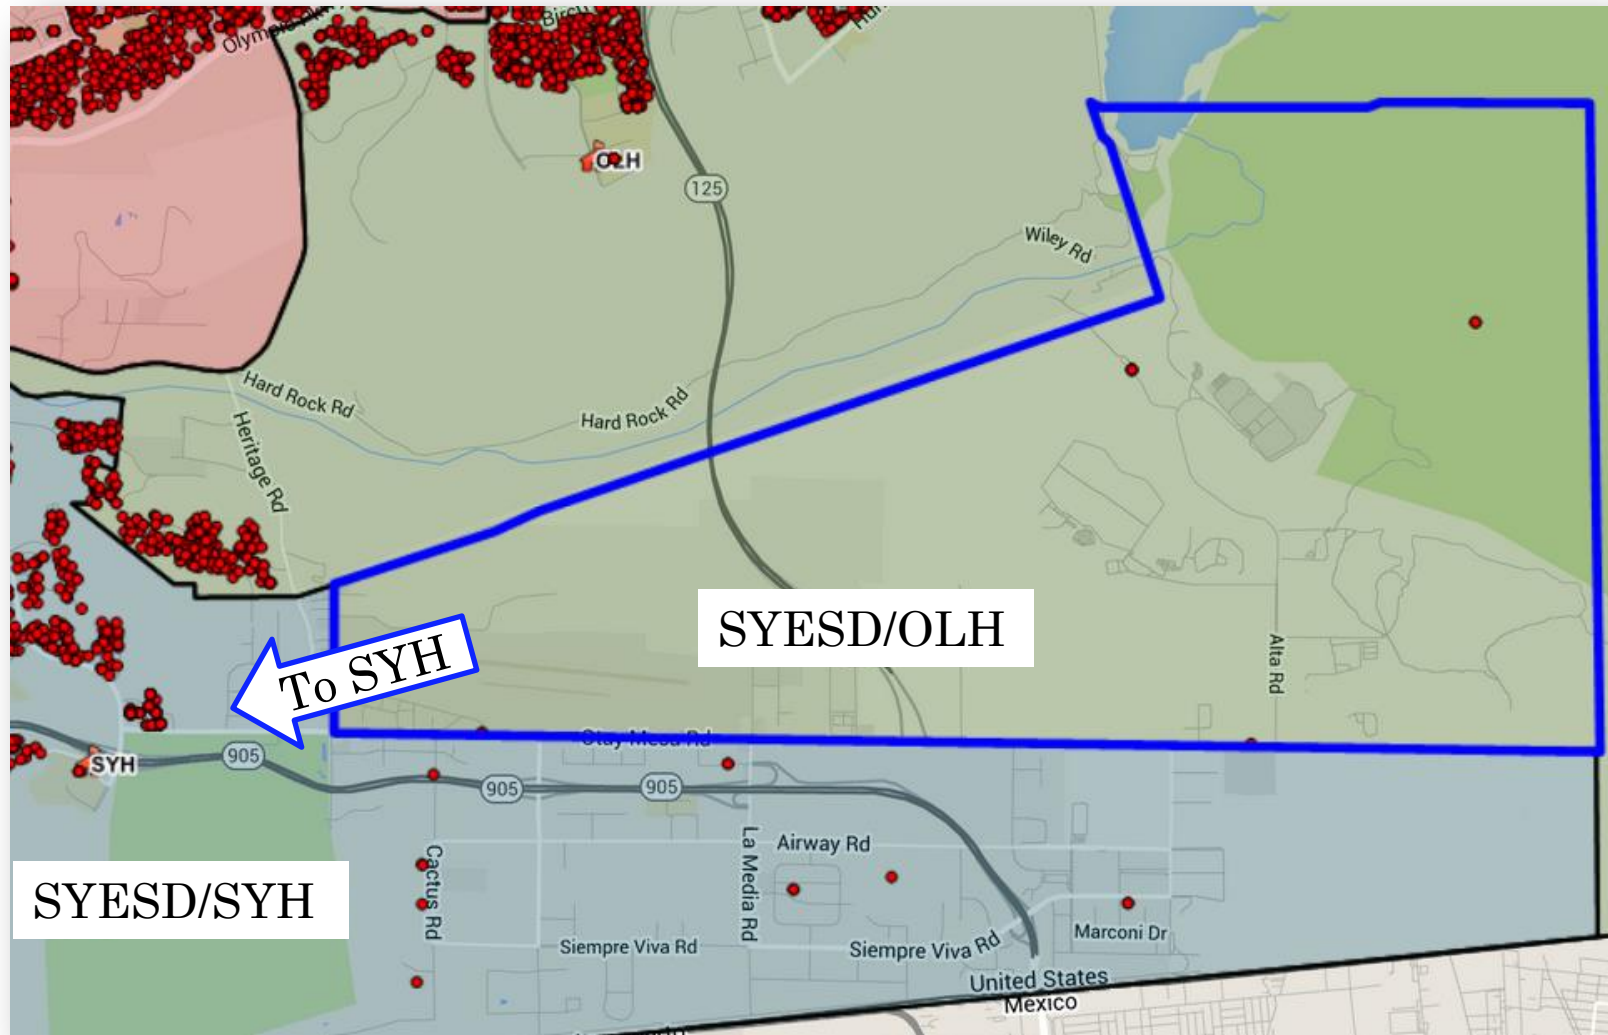 Olympic
Birch
OLH
125
Wiley Rd
Hard Rock Rd
Hard Rock Rd
Heritage Rd
SYESD/OLH
To SYH
Alta Rd
Otay Mesa Rd
SYH
905
905
905
Cactus Rd
La Media Rd
Airway Rd
SYESD/SYH
Siempre Viva Rd
Siempre Viva Rd
Marconi Dr
United States
Mexico